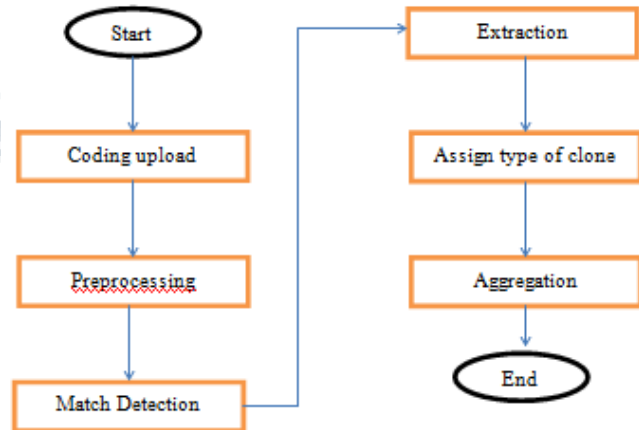 Start
Coding upload
Preprocessing
Match Detection
Extraction
Assign type of clone
Aggregation
End